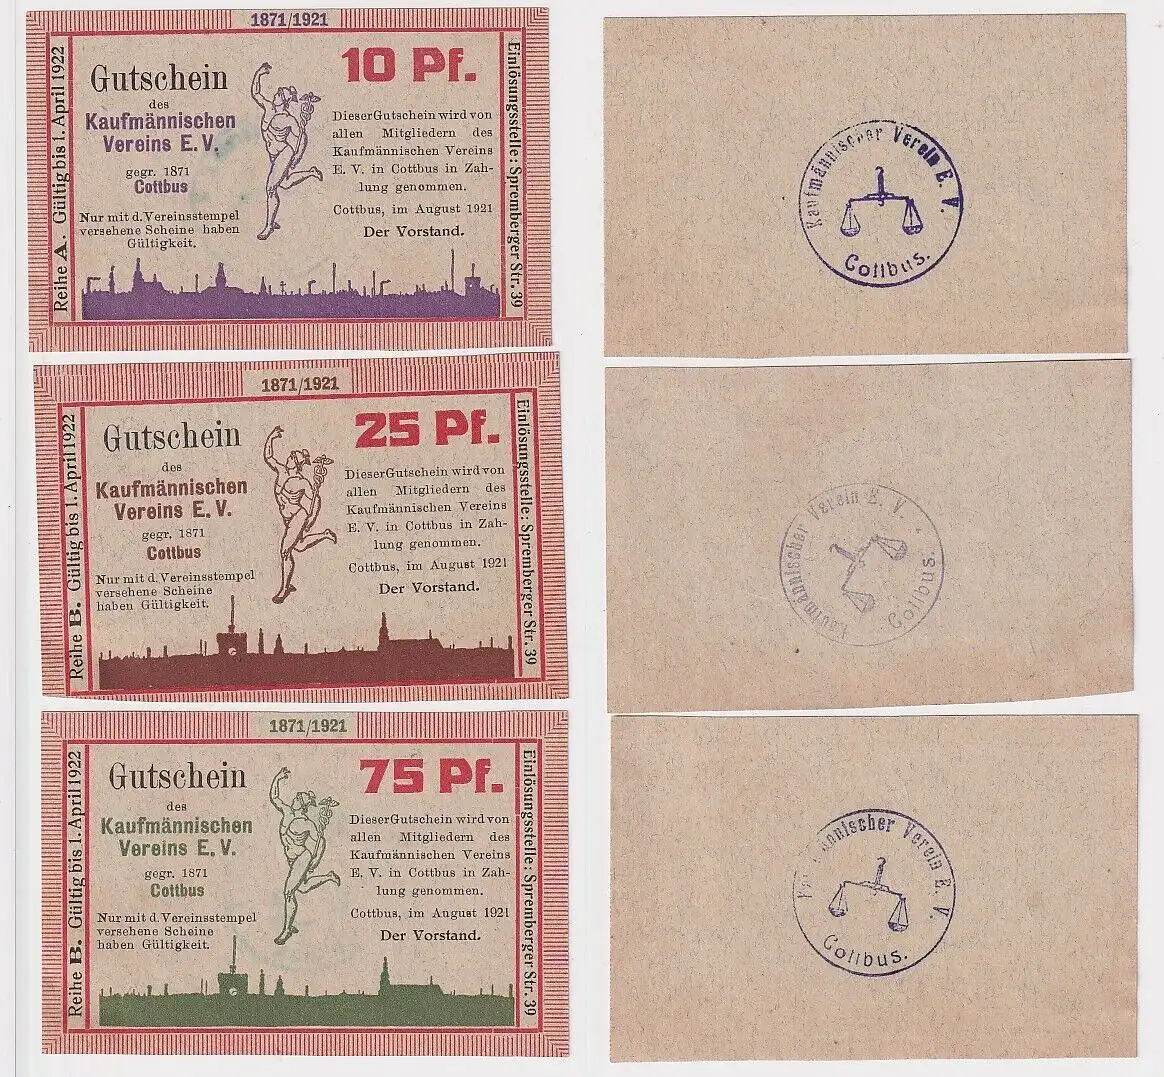 1871/1921
Reihe A. Gültig bis 1. April 1922
Gutschein
des
Kaufmännischen
Vereins E. V.
gegr. 1871
Cottbus
Nur mit d. Vereinsstempel
versehene Scheine haben
Gültigkeit.
10 Pf.
Dieser Gutschein wird von
allen Mitgliedern des
Kaufmännischen Vereins
E. V. in Cottbus in Zah-
lung genommen.
Cottbus, im August 1921
Der Vorstand.
Einlösungsstelle: Spremberger Str. 39
Kaufmännischer Verein E. V.
Cottbus.
1871/1921
Reihe B. Gültig bis 1. April 1922
Gutschein
des
Kaufmännischen
Vereins E. V.
gegr. 1871
Cottbus
Nur mit d. Vereinsstempel
versehene Scheine
haben Gültigkeit.
25 Pf.
Dieser Gutschein wird von
allen Mitgliedern des
Kaufmännischen Vereins
E. V. in Cottbus in Zah-
lung genommen.
Cottbus, im August 1921
Der Vorstand.
Einlösungsstelle: Spremberger Str. 39
Kaufmännischer Verein E. V.
Cottbus.
1871/1921
Reihe B. Gültig bis 1. April 1922
Gutschein
des
Kaufmännischen
Vereins E. V.
gegr. 1871
Cottbus
Nur mit d. Vereinsstempel
versehene Scheine
haben Gültigkeit.
75 Pf.
Dieser Gutschein wird von
allen Mitgliedern des
Kaufmännischen Vereins
E. V. in Cottbus in Zah-
lung genommen.
Cottbus, im August 1921
Der Vorstand.
Einlösungsstelle: Spremberger Str. 39
Kaufmännischer Verein E. V.
Cottbus.